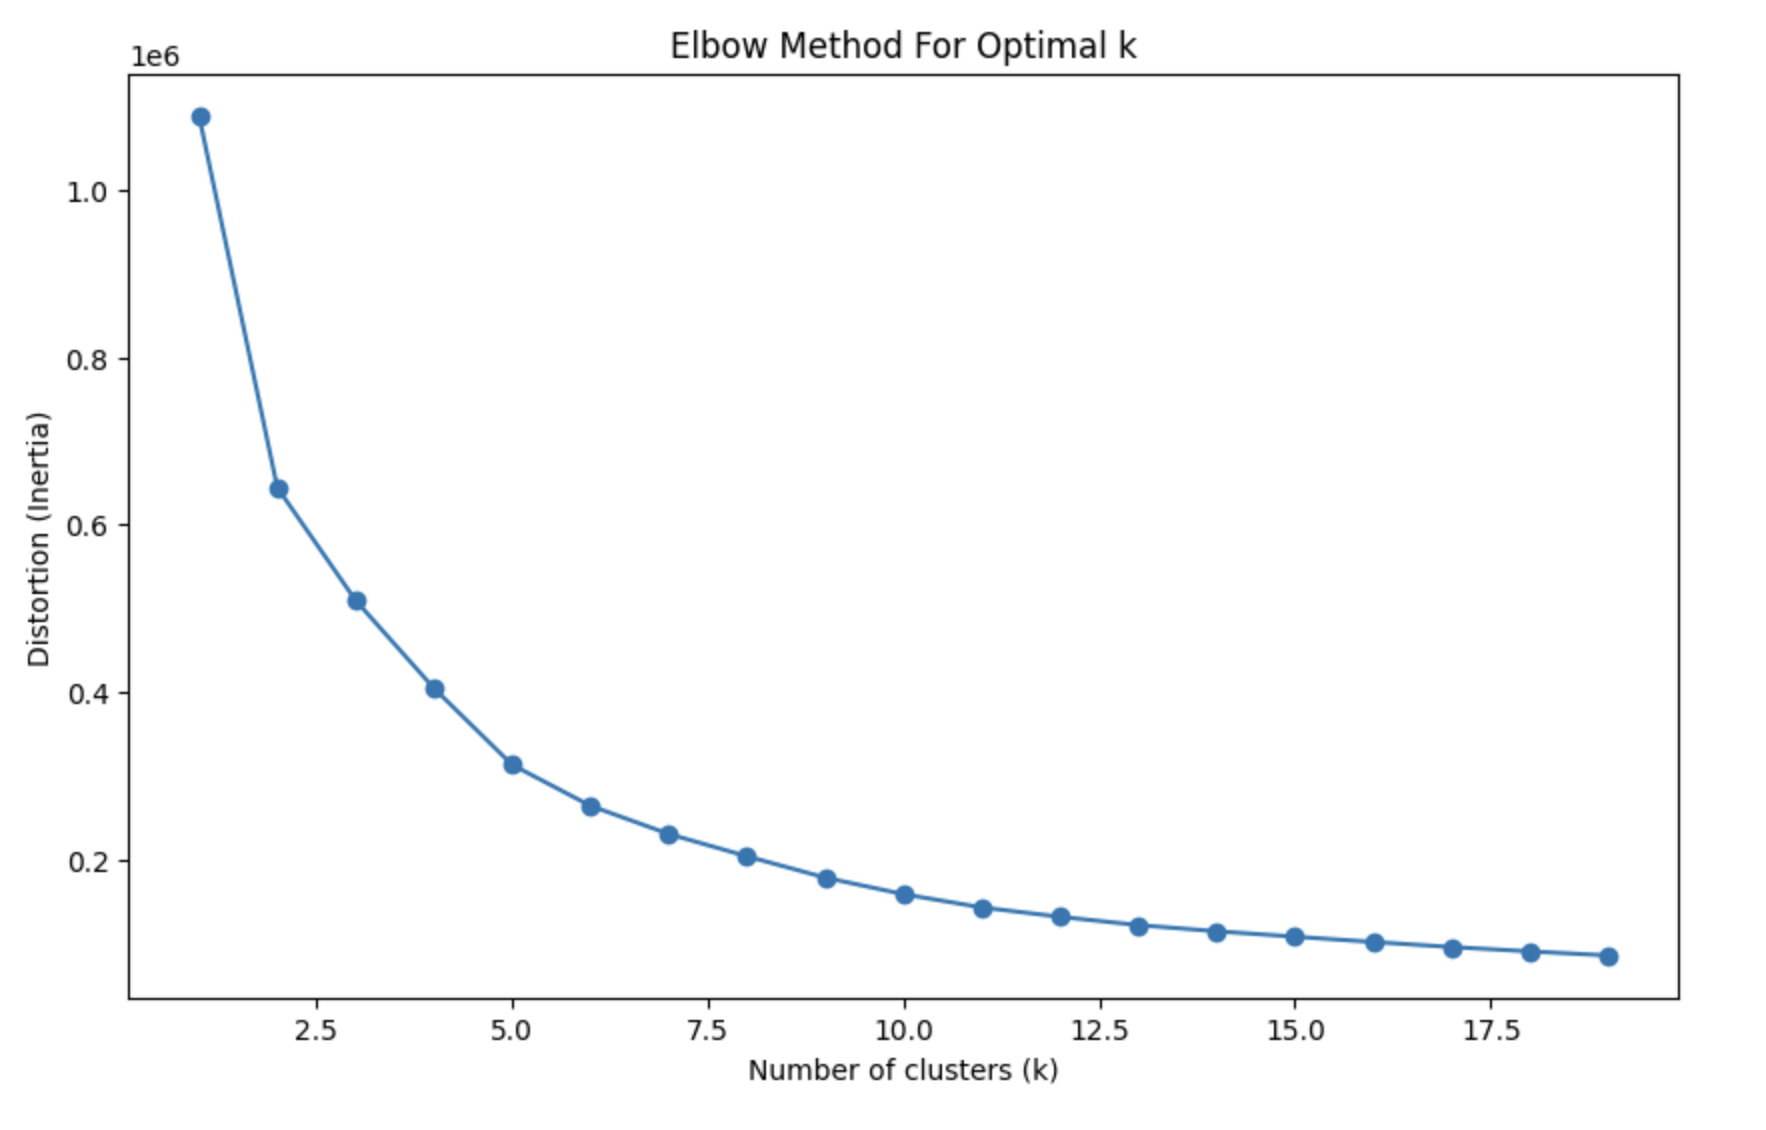 Elbow Method For Optimal k
1e6
1.0
0.8
0.6
0.4
0.2
Distortion (Inertia)
2.5 5.0 7.5 10.0 12.5 15.0 17.5
Number of clusters (k)